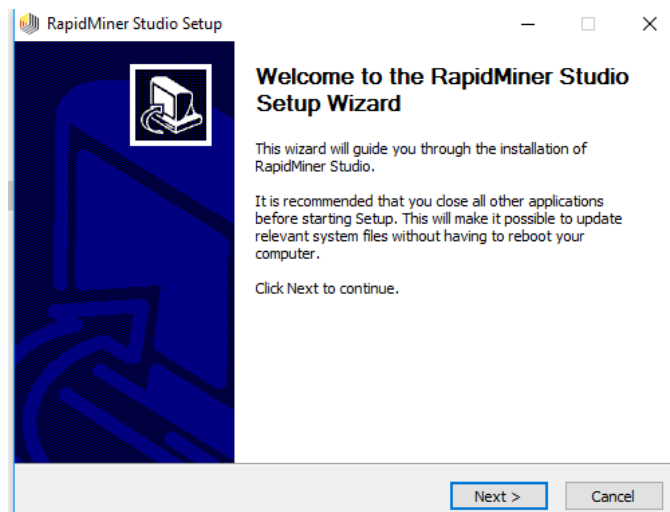 RapidMiner Studio Setup
Welcome to the RapidMiner Studio
Setup Wizard
This wizard will guide you through the installation of
RapidMiner Studio.
It is recommended that you close all other applications
before starting Setup. This will make it possible to update
relevant system files without having to reboot your
computer.
Click Next to continue.
Next >
Cancel